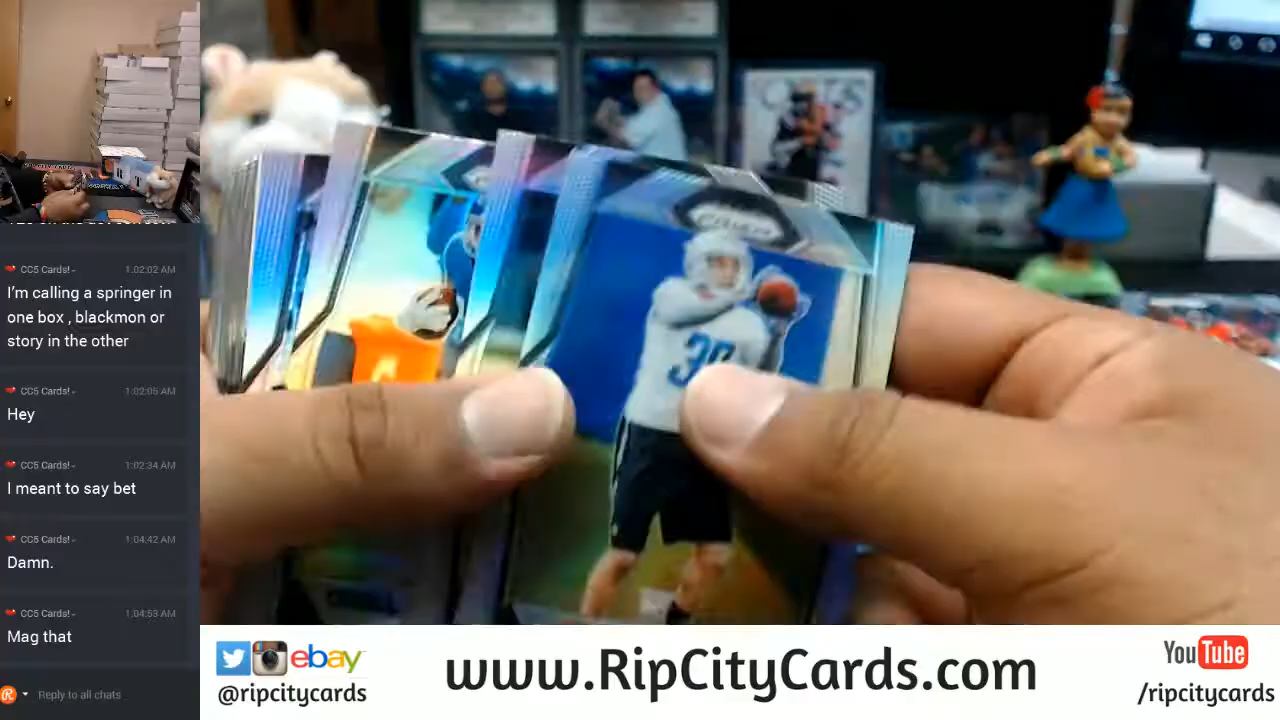 CC5 Cards!- 1:02:02 AM
I'm calling a springer in
one box , blackmon or
story in the other
CC5 Cards!- 1:02:05 AM
Hey
CC5 Cards!- 1:02:34 AM
I meant to say bet
CC5 Cards!- 1:04:42 AM
Damn.
CC5 Cards!- 1:04:53 AM
Mag that
Reply to all chats
PRIZM
ebay
@ripcitycards
www.RipCityCards.com
YouTube
/ripcitycards